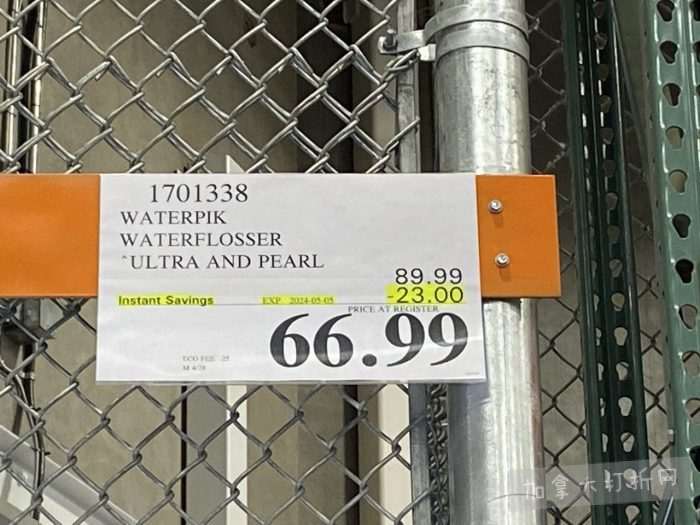 1701338
WATERPIK
WATERFLOSSER
^ULTRA AND PEARL
89.99
Instant Savings EXP. 2024-05-05 -23.00
PRICE AT REGISTER
66.99
ECO FEE .25
M 4/28
加拿大打折网